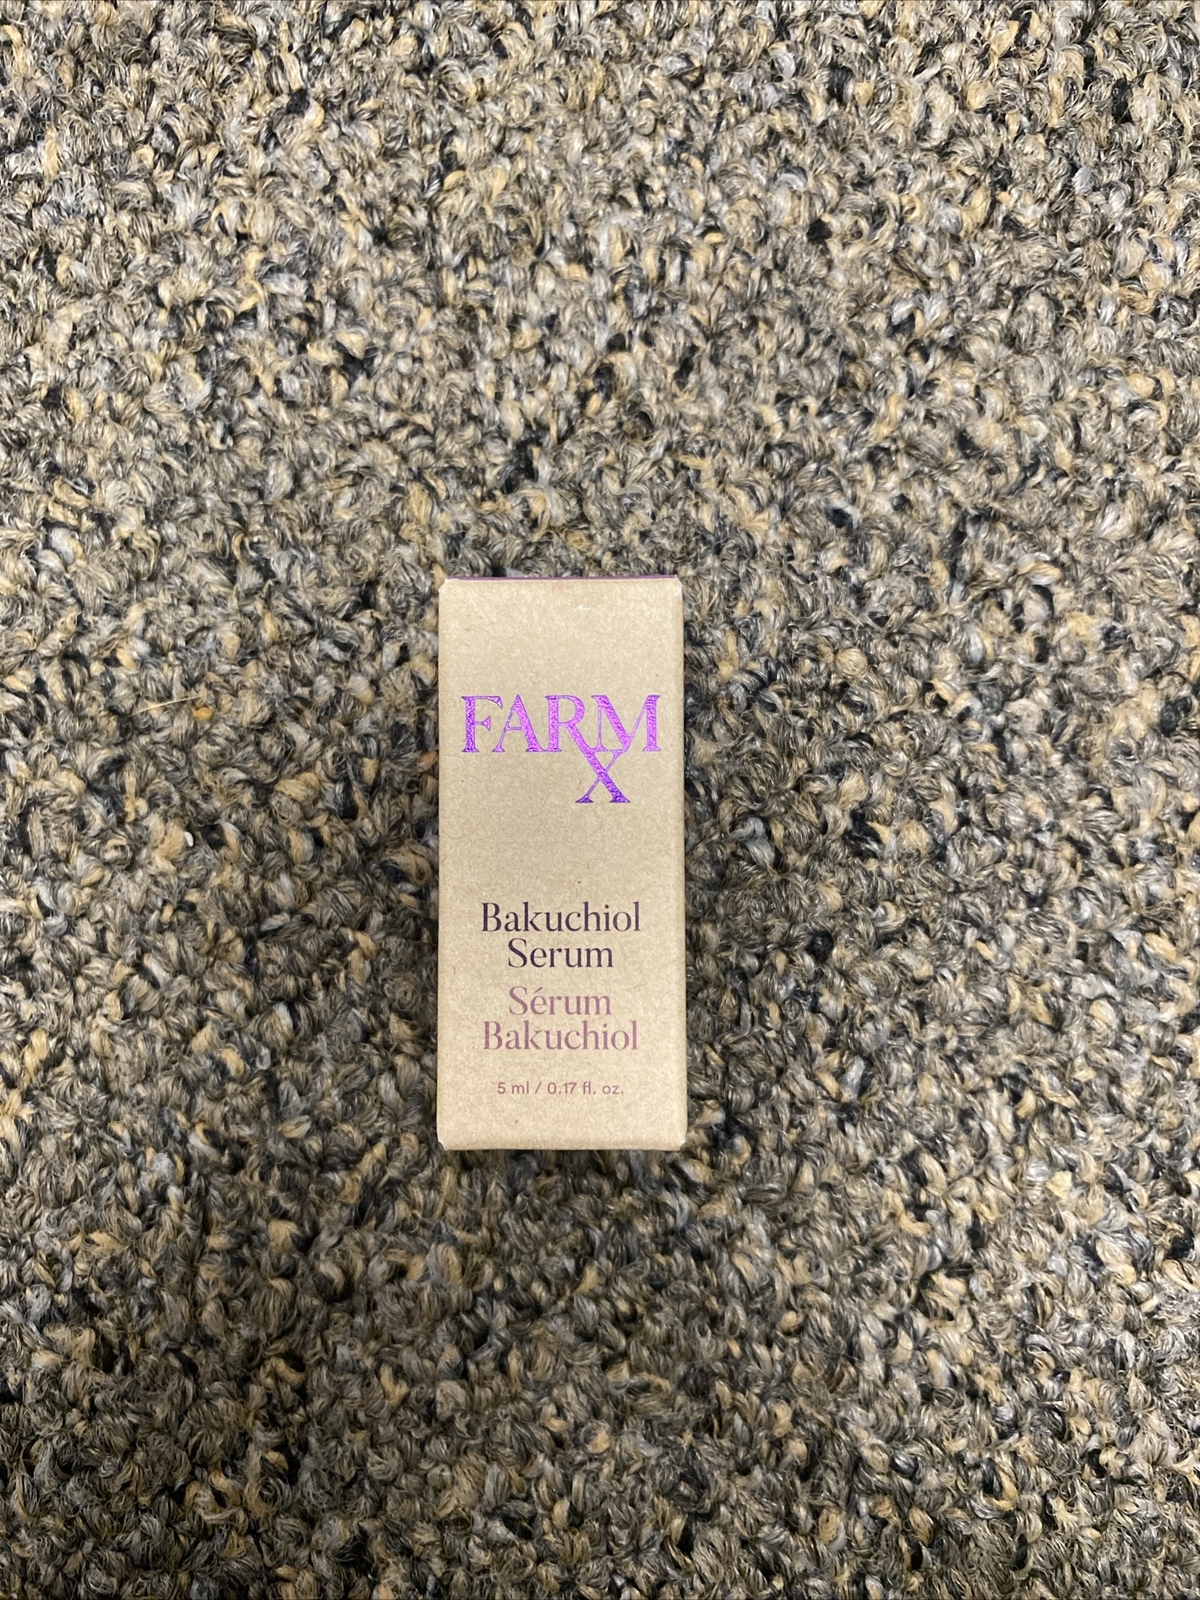 FARM
X
Bakuchiol
Serum
Sérum
Bakuchiol
5 ml / 0.17 fl. oz.